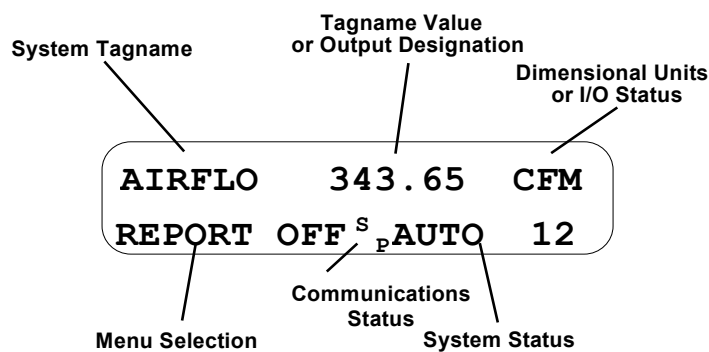 Tagname Value
or Output Designation
System Tagname
Dimensional Units
or I/O Status
AIRFLO 343.65 CFM
REPORT OFF S P AUTO 12
Communications
Status
Menu Selection
System Status